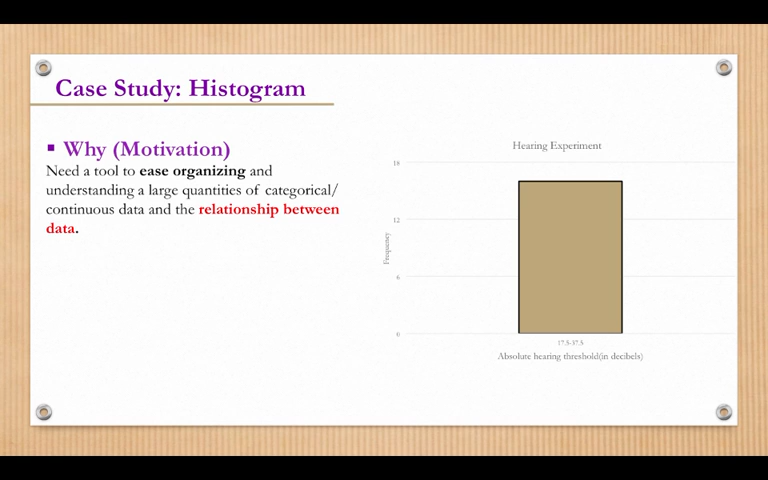 Case Study: Histogram
Why (Motivation)
Need a tool to ease organizing and
understanding a large quantities of categorical/
continuous data and the relationship between
data.
Hearing Experiment
18
12
6
0
Frequency
17.5-37.5
Absolute hearing threshold(in decibels)